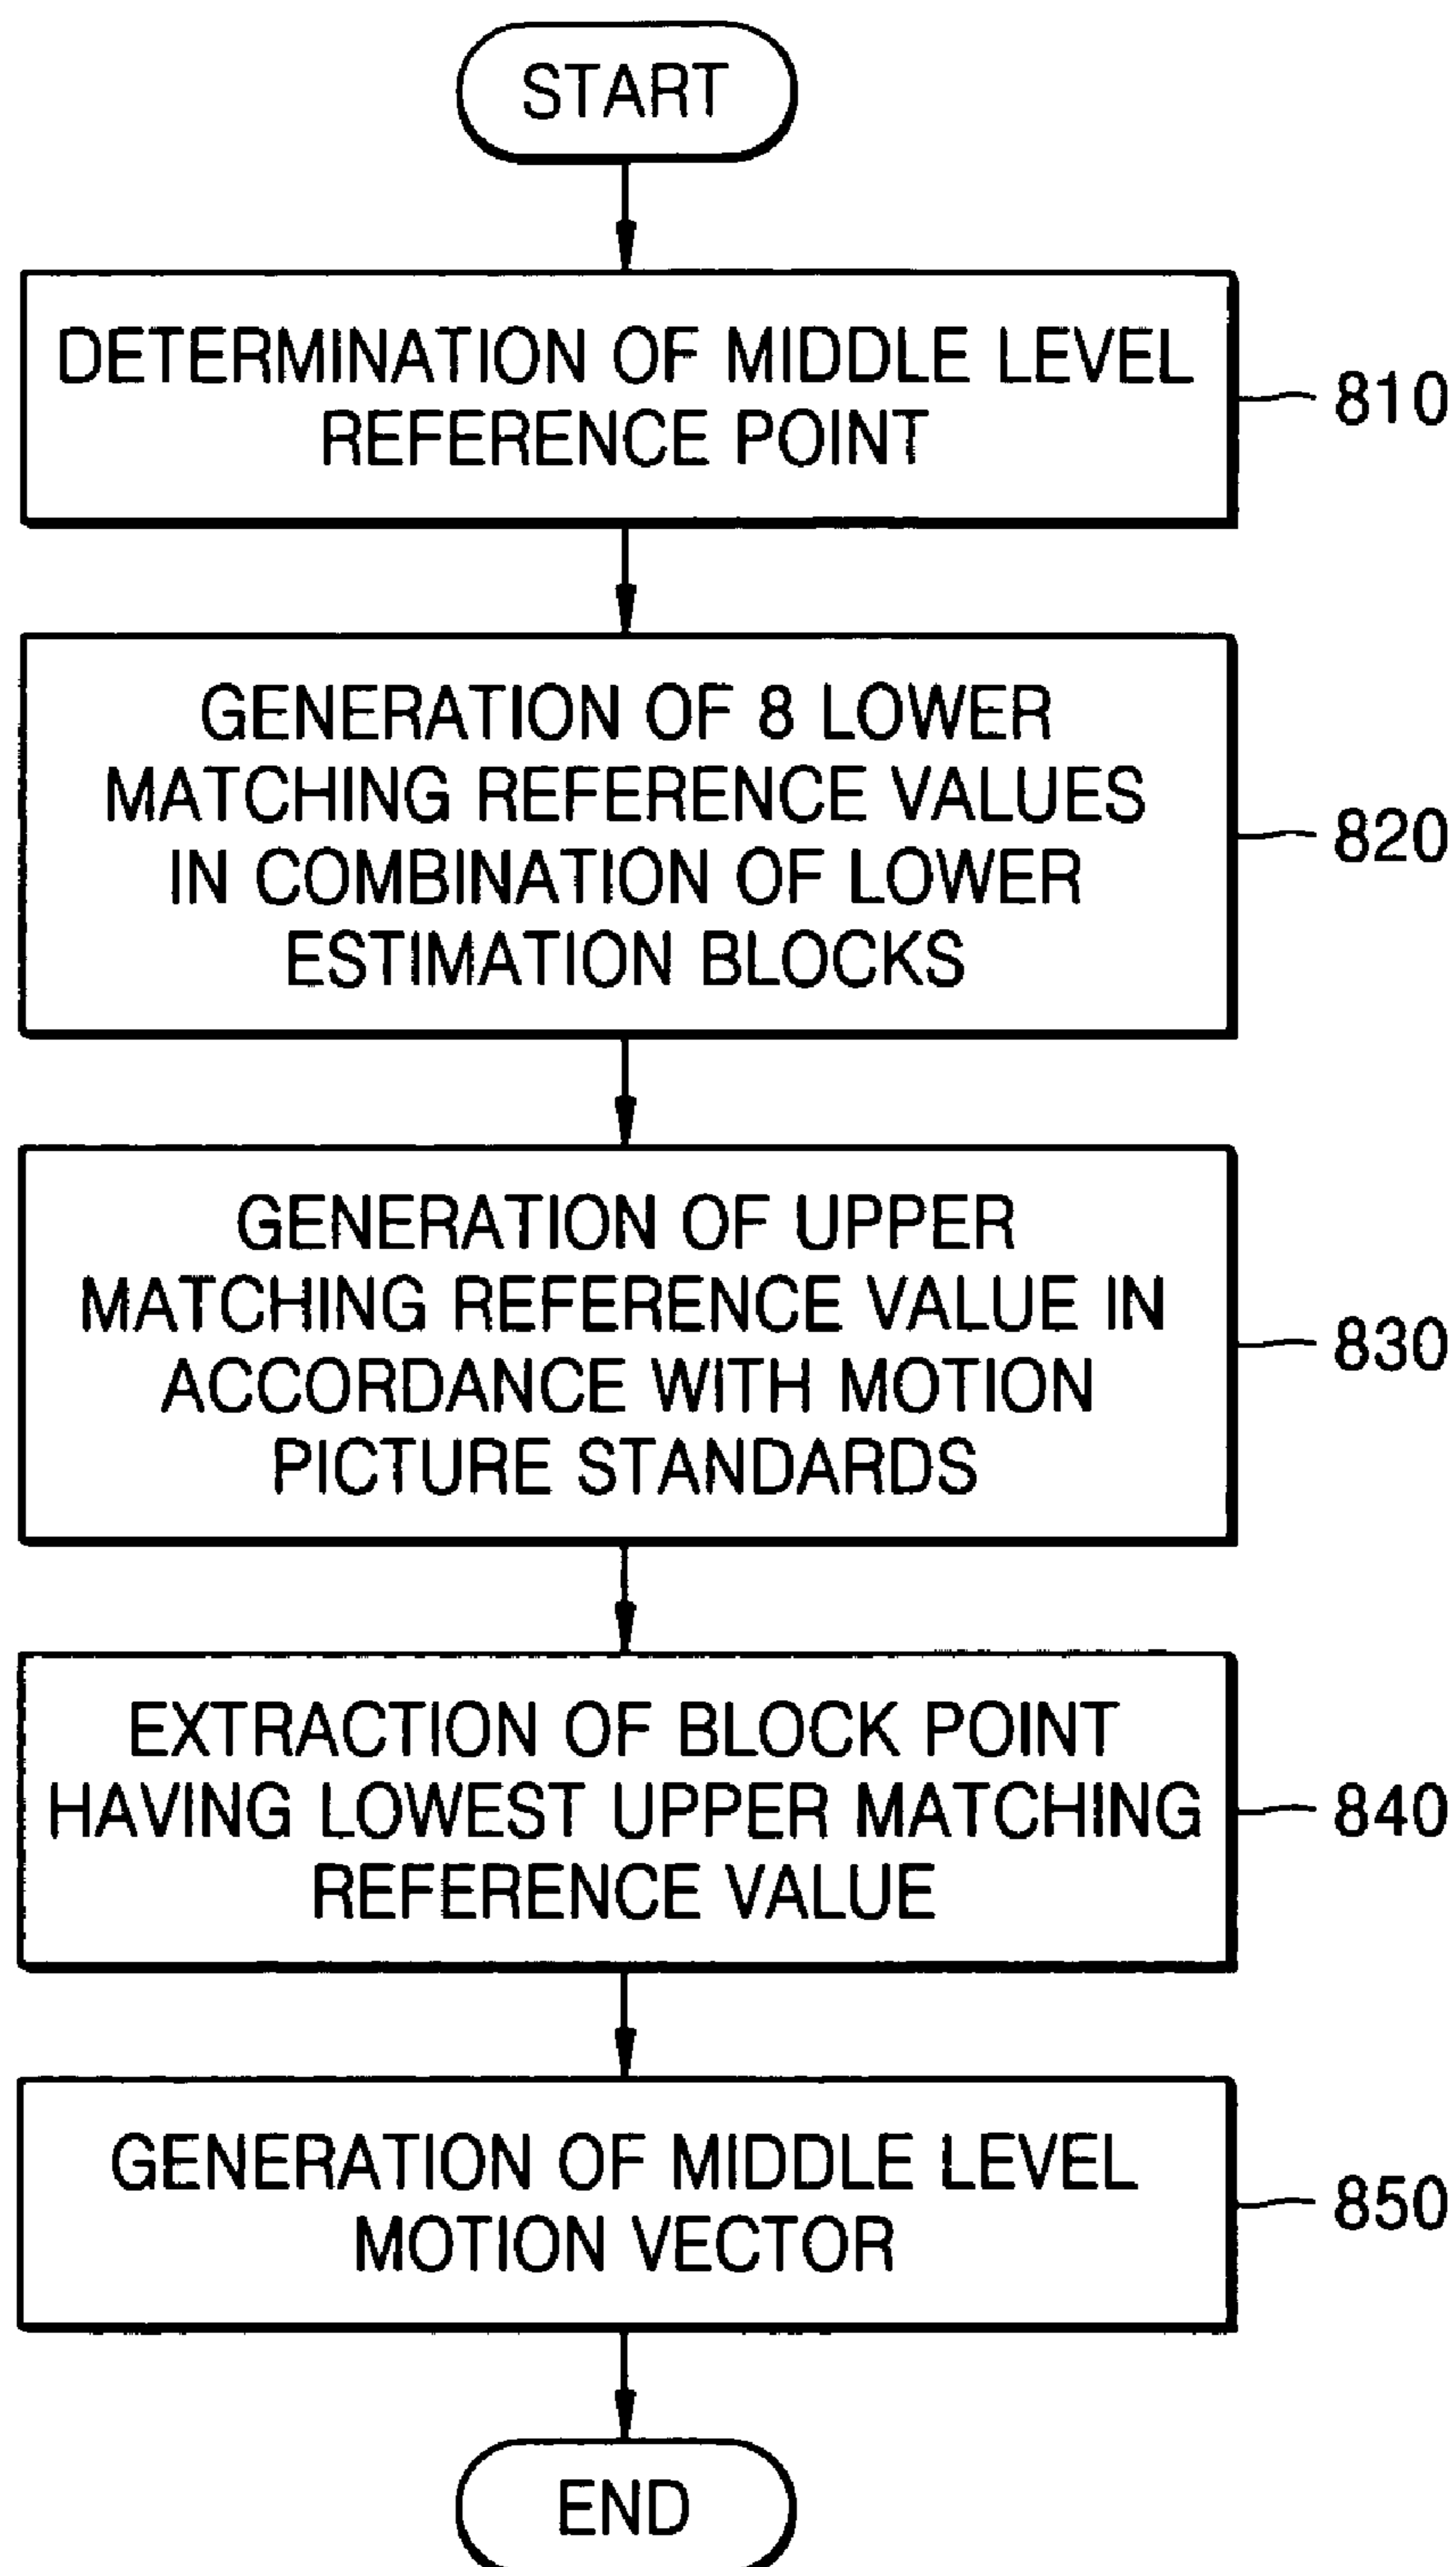 START
DETERMINATION OF MIDDLE LEVEL
REFERENCE POINT
810
GENERATION OF 8 LOWER
MATCHING REFERENCE VALUES
IN COMBINATION OF LOWER
ESTIMATION BLOCKS
820
GENERATION OF UPPER
MATCHING REFERENCE VALUE IN
ACCORDANCE WITH MOTION
PICTURE STANDARDS
830
EXTRACTION OF BLOCK POINT
HAVING LOWEST UPPER MATCHING
REFERENCE VALUE
840
GENERATION OF MIDDLE LEVEL
MOTION VECTOR
850
END